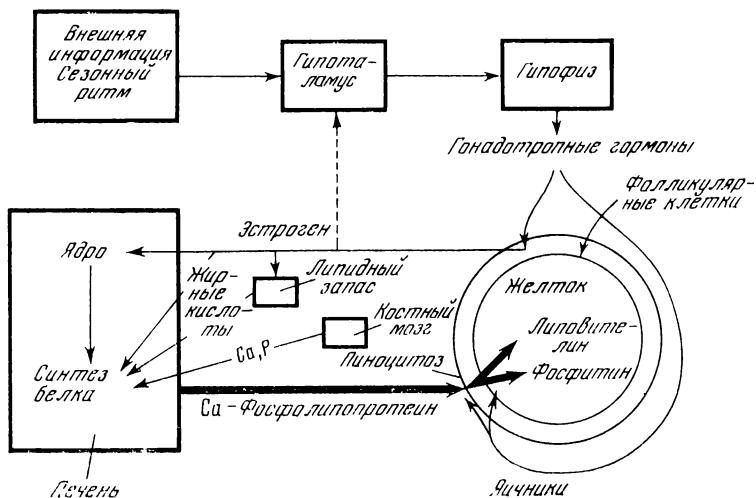 Внешняя
информация
Сезонный
ритм
Гипота-
ламус
Гипофиз
Гонадотропные гормоны
Фолликуляр-
ные клетки
Эстроген
Ядро
Жир-
ные
кисло-
ты
Липидный
запас
Желток
Костный
мозг
Липовите-
лин
Са,Р
Пиноцитоз
Фосфитин
Синтез
белка
Са-Фосфолипопротеин
Печень
Яичники